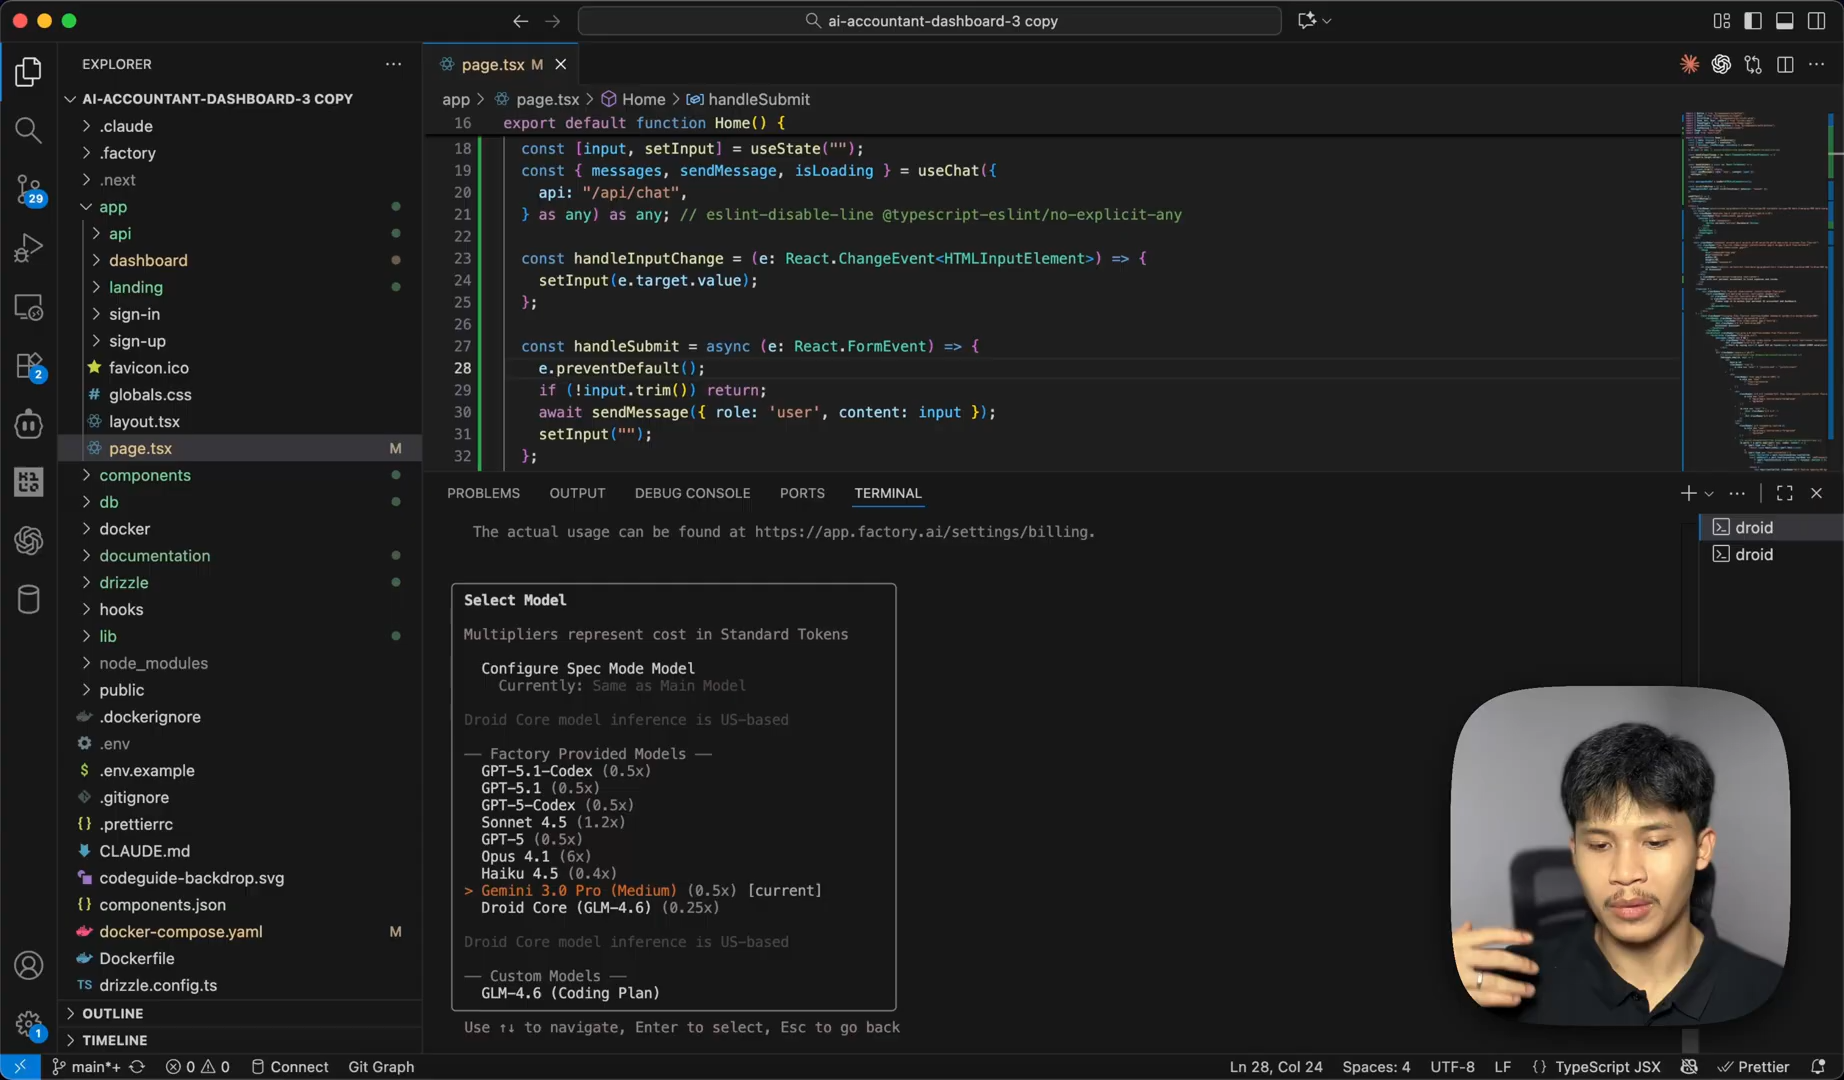 ai-accountant-dashboard-3 copy
EXPLORER
AI-ACCOUNTANT-DASHBOARD-3 COPY
.claude
.factory
.next
app
api
dashboard
landing
sign-in
sign-up
favicon.ico
globals.css
layout.tsx
page.tsx M
components
db
docker
documentation
drizzle
hooks
lib
node_modules
public
.dockerignore
.env
.env.example
.gitignore
.prettierrc
CLAUDE.md
codeguide-backdrop.svg
components.json
docker-compose.yaml M
Dockerfile
drizzle.config.ts
OUTLINE
TIMELINE
29
2
1
page.tsx M
app > page.tsx > Home > handleSubmit
16 export default function Home() {
18 const [input, setInput] = useState("");
19 const { messages, sendMessage, isLoading } = useChat({
20 api: "/api/chat",
21 } as any) as any; // eslint-disable-line @typescript-eslint/no-explicit-any
22
23 const handleInputChange = (e: React.ChangeEvent<HTMLInputElement>) => {
24 setInput(e.target.value);
25 };
26
27 const handleSubmit = async (e: React.FormEvent) => {
28 e.preventDefault();
29 if (!input.trim()) return;
30 await sendMessage({ role: 'user', content: input });
31 setInput("");
32 };
PROBLEMS OUTPUT DEBUG CONSOLE PORTS TERMINAL
The actual usage can be found at https://app.factory.ai/settings/billing.
droid
droid
Select Model
Multipliers represent cost in Standard Tokens
Configure Spec Mode Model
Currently: Same as Main Model
Droid Core model inference is US-based
── Factory Provided Models ──
GPT-5.1-Codex (0.5x)
GPT-5.1 (0.5x)
GPT-5-Codex (0.5x)
Sonnet 4.5 (1.2x)
GPT-5 (0.5x)
Opus 4.1 (6x)
Haiku 4.5 (0.4x)
> Gemini 3.0 Pro (Medium) (0.5x) [current]
Droid Core (GLM-4.6) (0.25x)
Droid Core model inference is US-based
── Custom Models ──
GLM-4.6 (Coding Plan)
Use ↑↓ to navigate, Enter to select, Esc to go back
main*+ 0 0 Connect Git Graph Ln 28, Col 24 Spaces: 4 UTF-8 LF {} TypeScript JSX Prettier